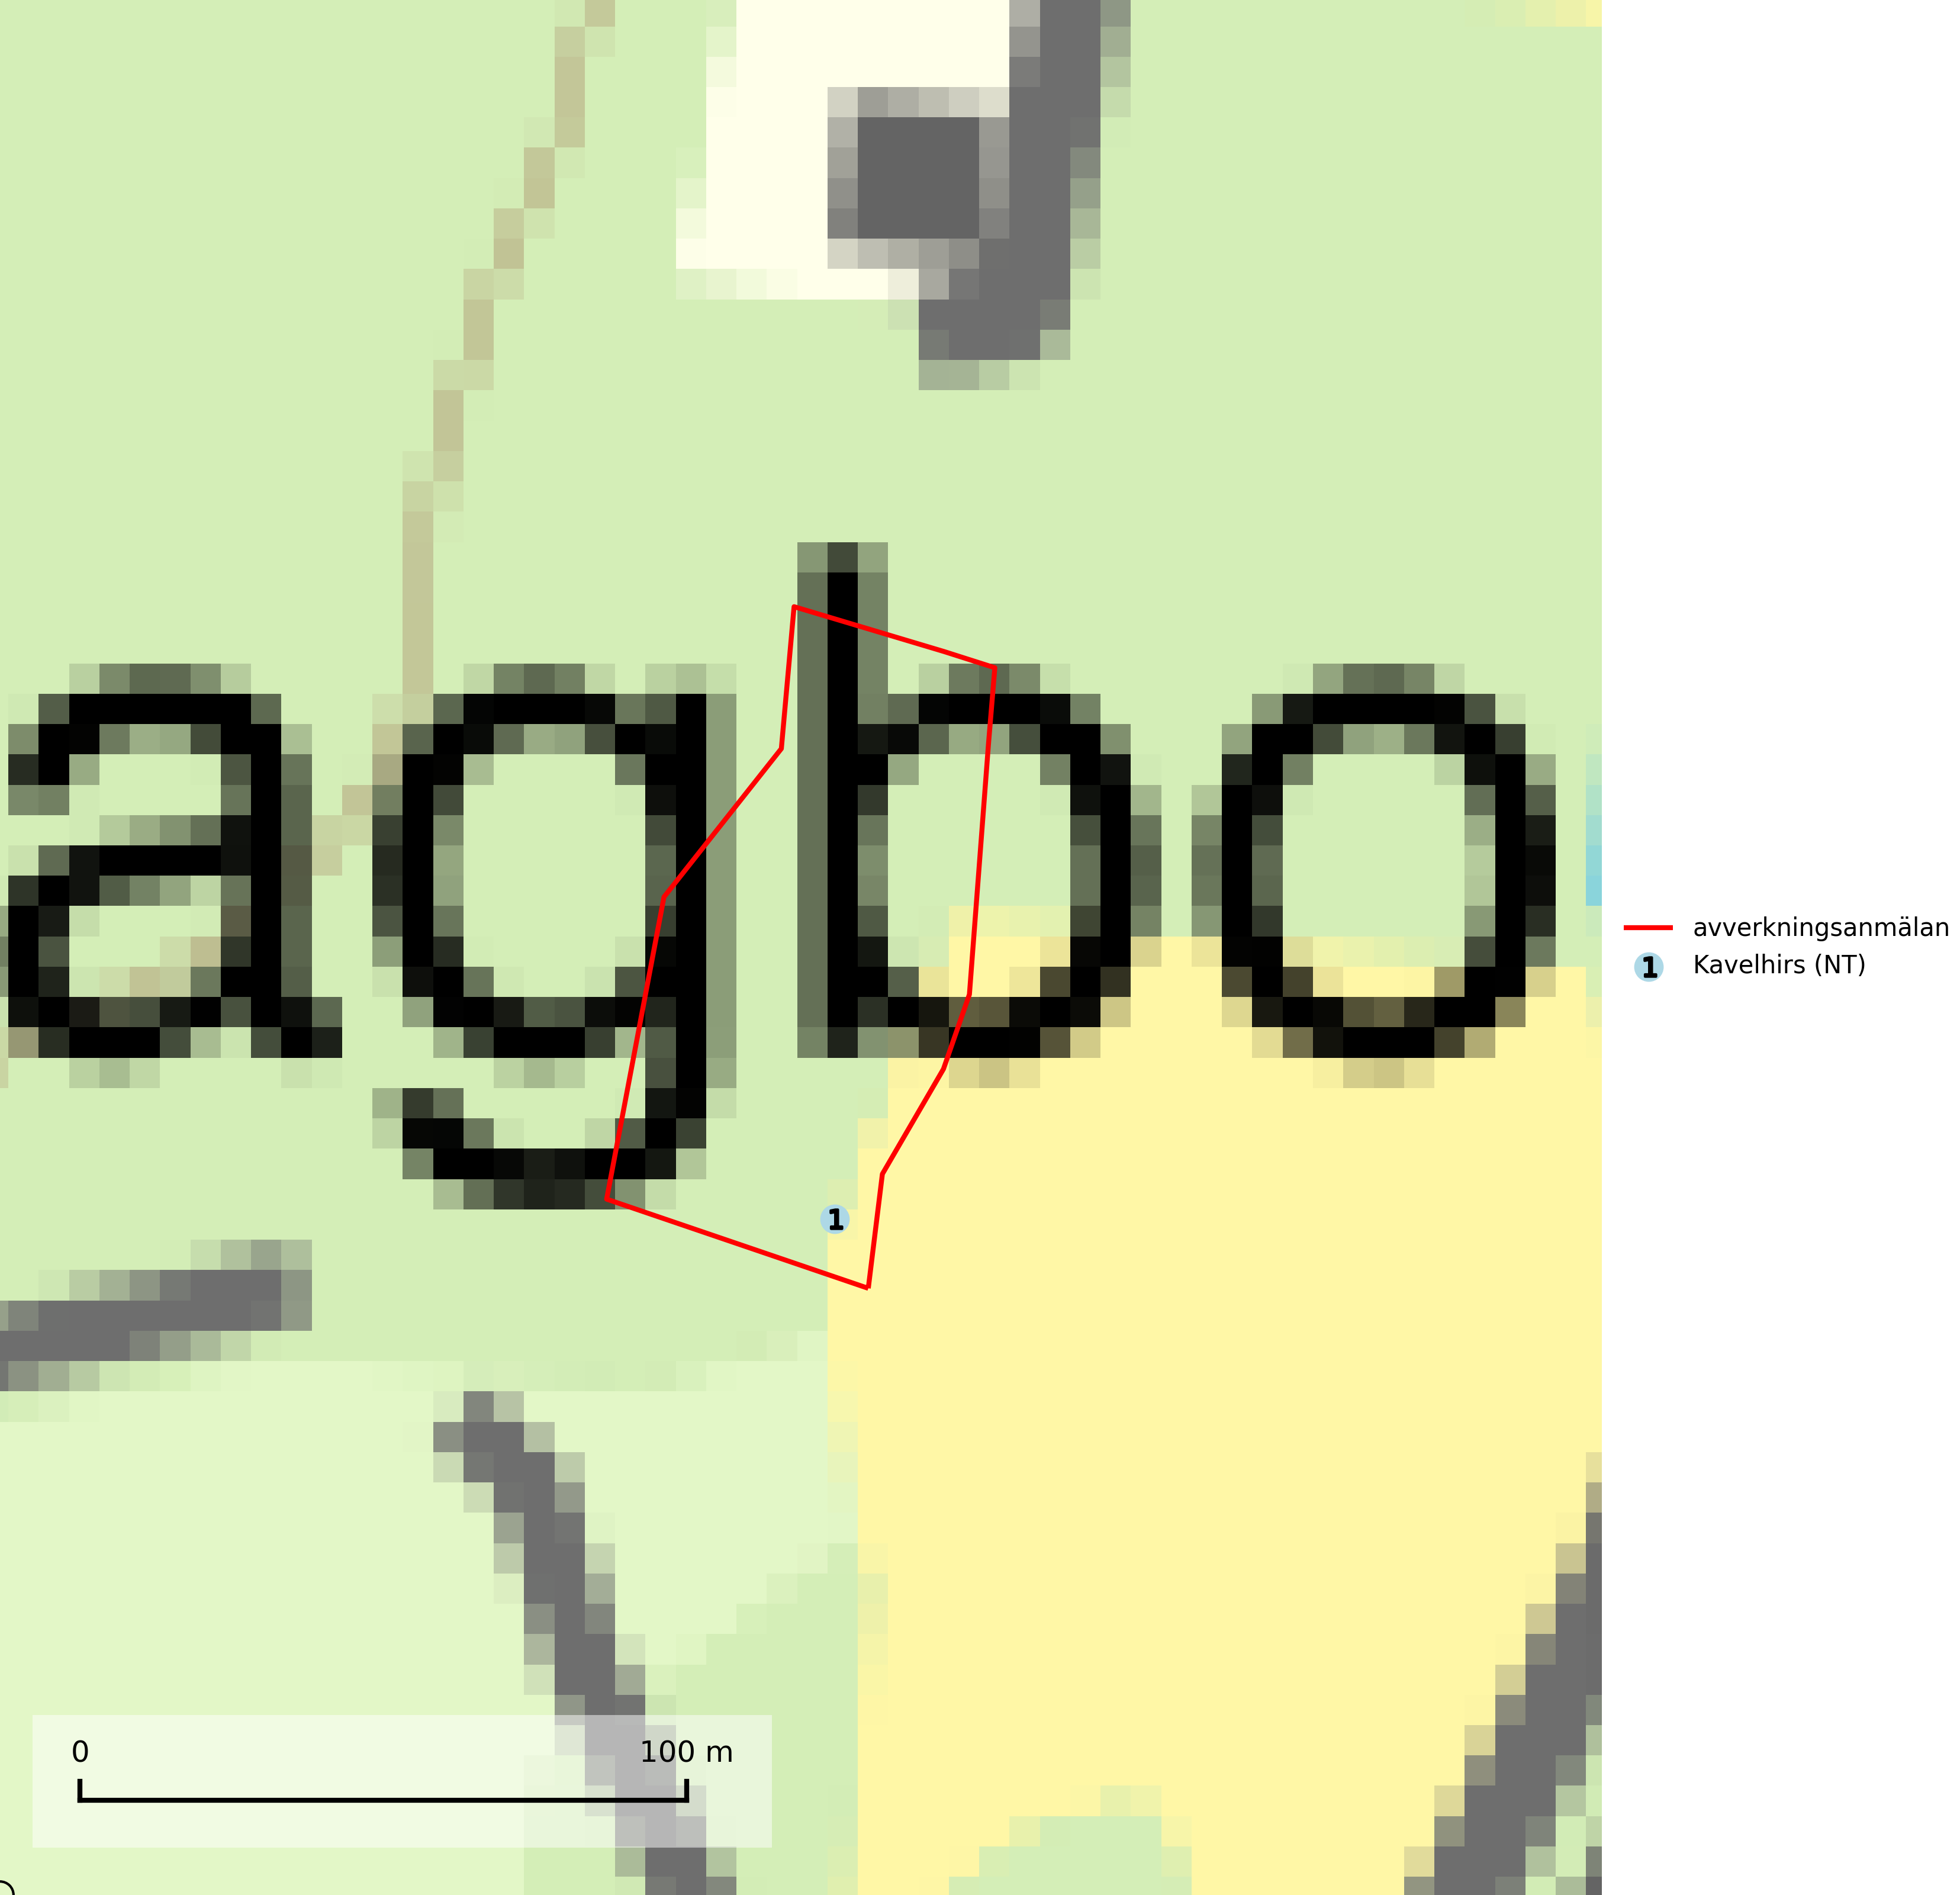 agbo
1
avverkningsanmälan
1 Kavelhirs (NT)
0 100 m